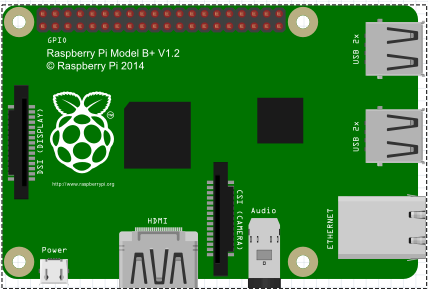 GPIO
Raspberry Pi Model B+ V1.2
© Raspberry Pi 2014
USB 2x
DSI (DISPLAY)
®
USB 2x
http://www.raspberrypi.org
CSI (CAMERA)
Audio
ETHERNET
HDMI
Power